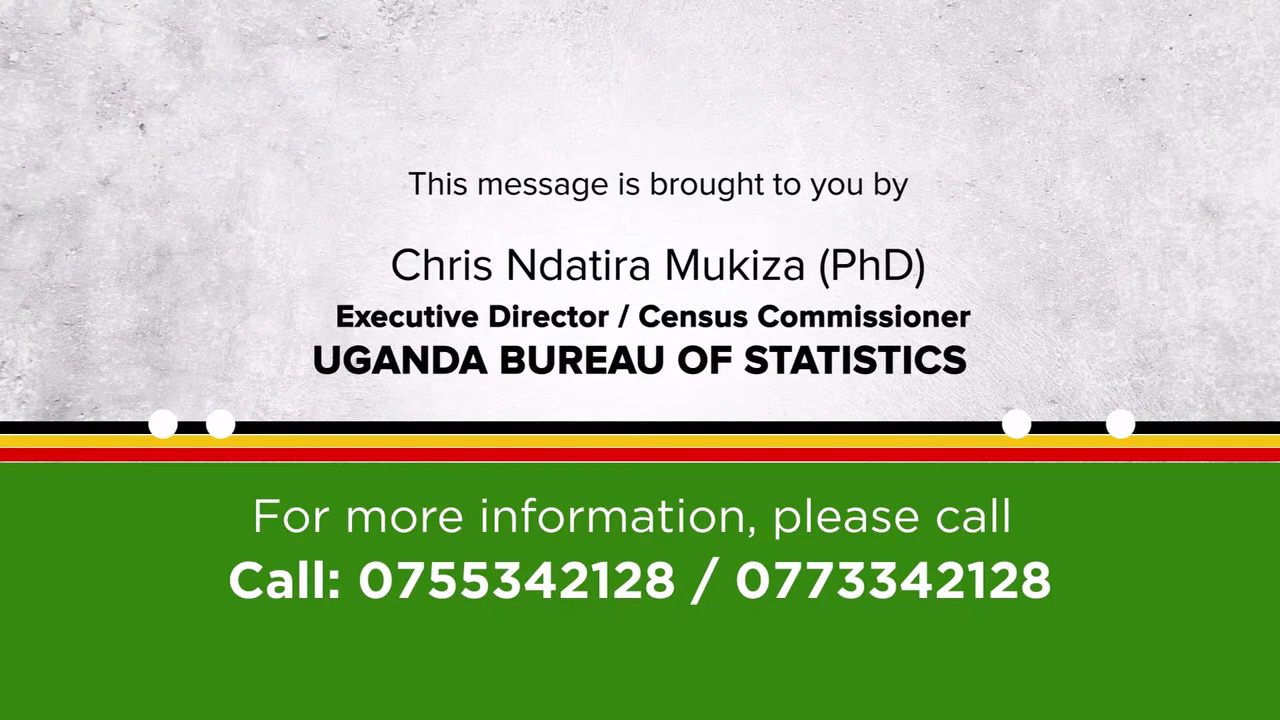 This message is brought to you by
Chris Ndatira Mukiza (PhD)
Executive Director / Census Commissioner
UGANDA BUREAU OF STATISTICS
For more information, please call
Call: 0755342128 / 0773342128